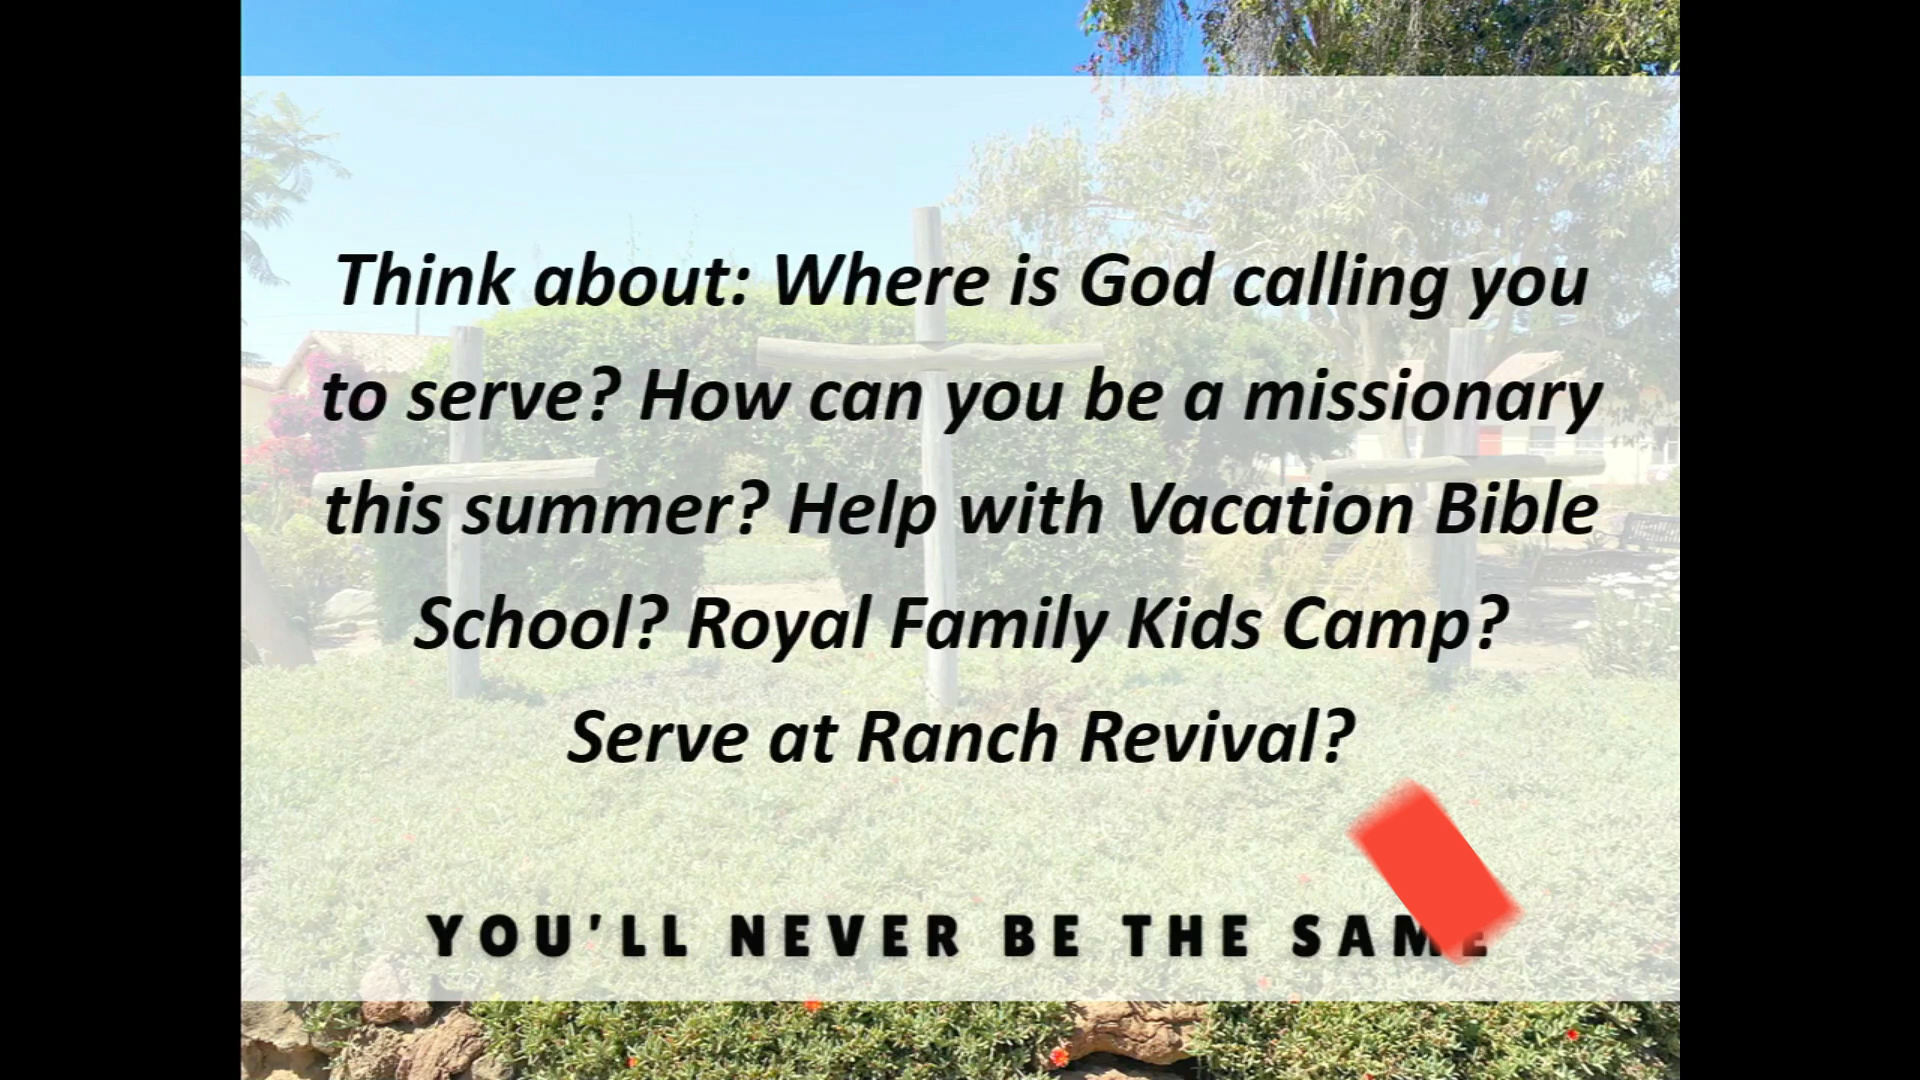 Think about: Where is God calling you
to serve? How can you be a missionary
this summer? Help with Vacation Bible
School? Royal Family Kids Camp?
Serve at Ranch Revival?
YOU'LL NEVER BE THE SAME